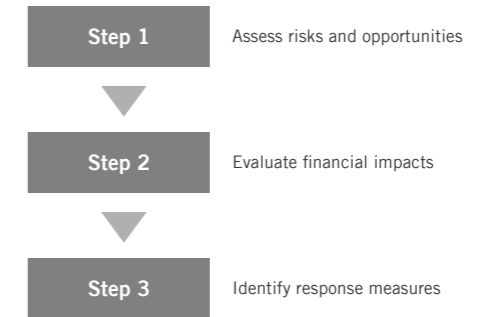 Step 1 Assess risks and opportunities
Step 2 Evaluate financial impacts
Step 3 Identify response measures